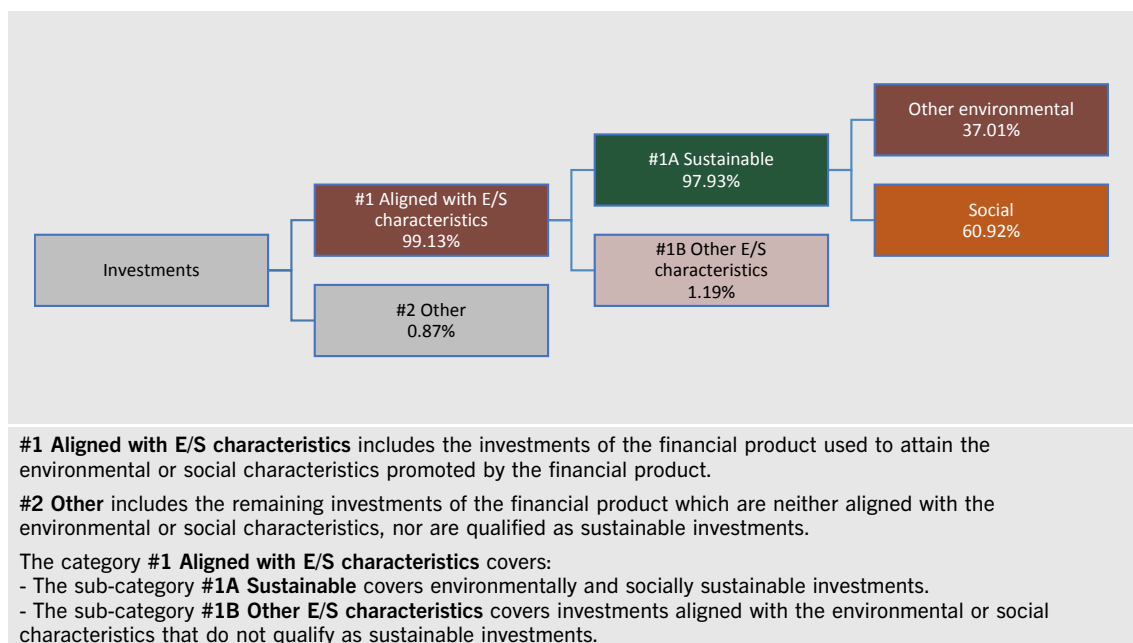 Other environmental
37.01%
#1A Sustainable
97.93%
#1 Aligned with E/S
characteristics
99.13%
Social
60.92%
Investments
#1B Other E/S
characteristics
1.19%
#2 Other
0.87%
#1 Aligned with E/S characteristics includes the investments of the financial product used to attain the
environmental or social characteristics promoted by the financial product.
#2 Other includes the remaining investments of the financial product which are neither aligned with the
environmental or social characteristics, nor are qualified as sustainable investments.
The category #1 Aligned with E/S characteristics covers:
- The sub-category #1A Sustainable covers environmentally and socially sustainable investments.
- The sub-category #1B Other E/S characteristics covers investments aligned with the environmental or social
characteristics that do not qualify as sustainable investments.